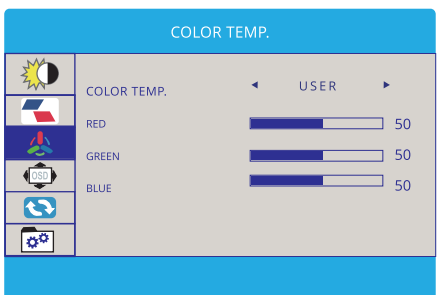 COLOR TEMP.
COLOR TEMP. USER
RED 50
GREEN 50
OSD
BLUE 50